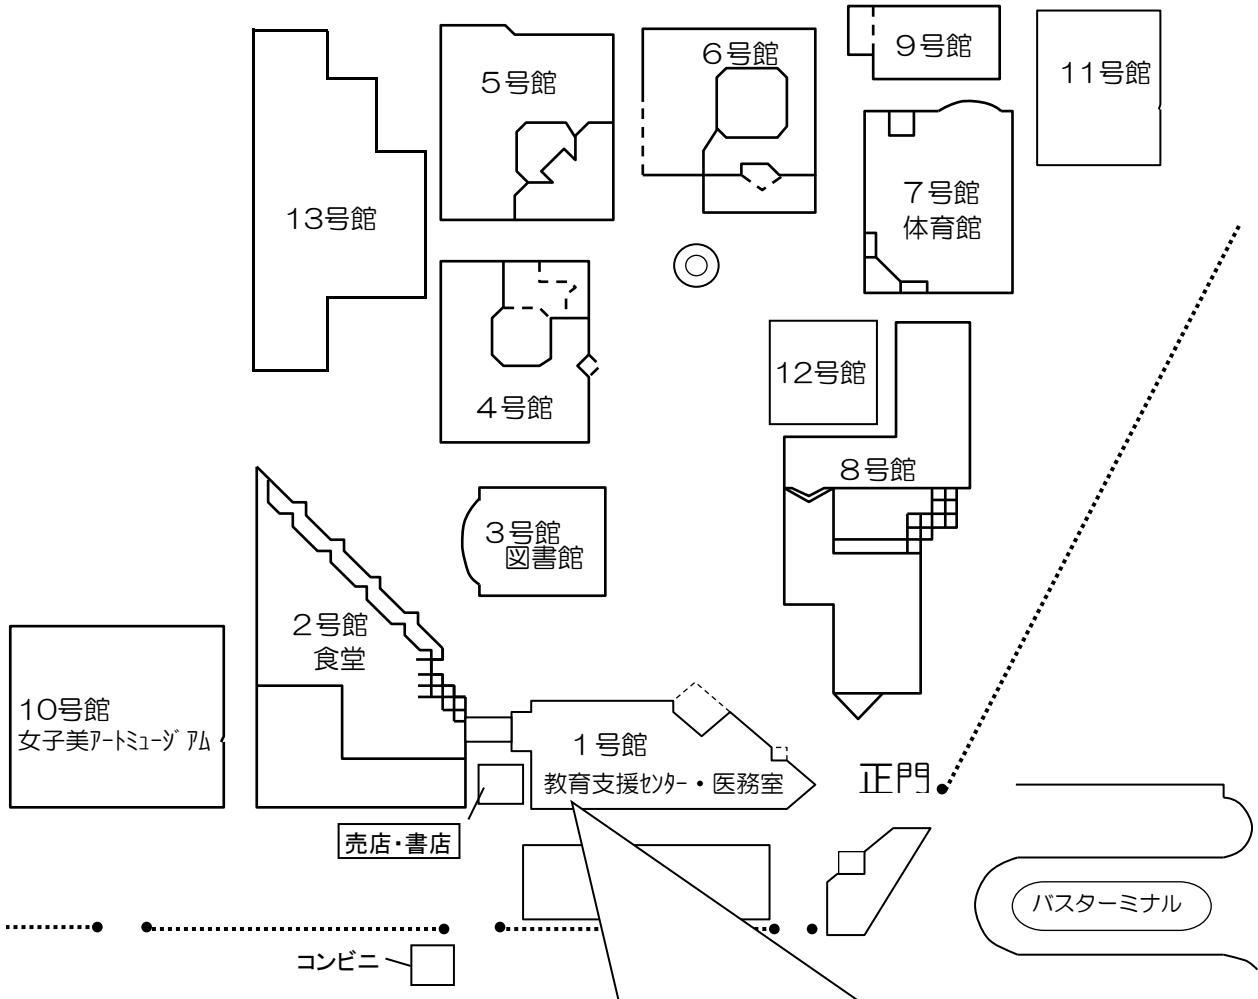 9号館
6号館
11号館
5号館
7号館
体育館
13号館
12号館
4号館
8号館
3号館
図書館
2号館
食堂
10号館
女子美ｱｰﾄﾐｭｰｼﾞｱﾑ
1号館
教育支援ｾﾝﾀｰ・医務室
正門
売店・書店
バスターミナル
コンビニ